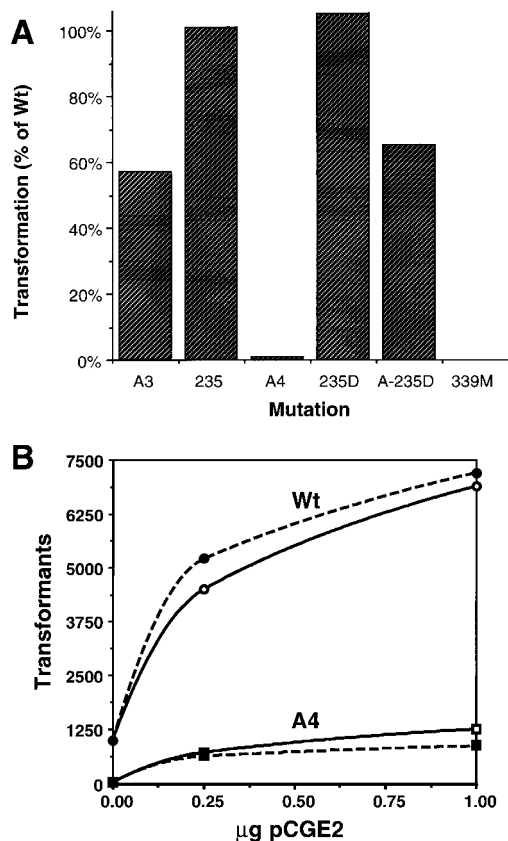 A
Transformation (% of Wt)
100%
80%
60%
40%
20%
0%
A3 235 A4 235D A-235D 339M
Mutation
B
Transformants
7500
6250
5000
3750
2500
1250
0
Wt
A4
0.00 0.25 0.50 0.75 1.00
µg pCGE2